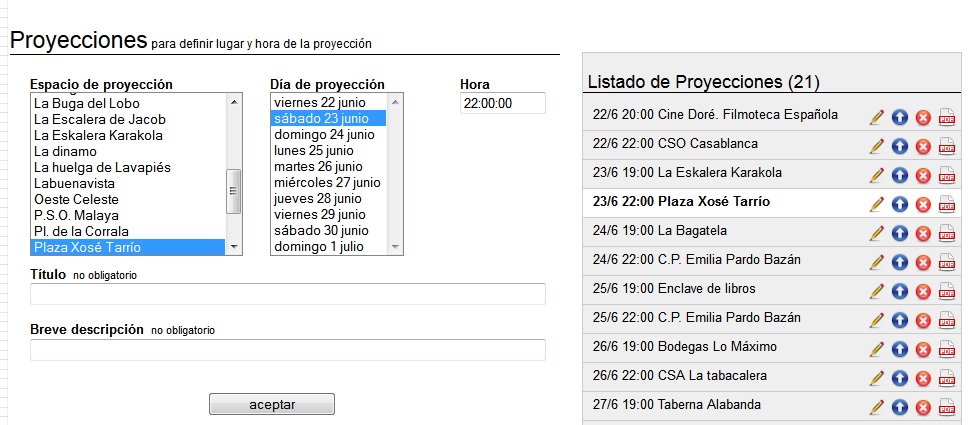 Proyecciones para definir lugar y hora de la proyección
Espacio de proyección
La Buga del Lobo
La Escalera de Jacob
La Eskalera Karakola
La dinamo
La huelga de Lavapiés
Labuenavista
Oeste Celeste
P.S.O. Malaya
Pl. de la Corrala
Plaza Xosé Tarrío
Día de proyección
viernes 22 junio
sábado 23 junio
domingo 24 junio
lunes 25 junio
martes 26 junio
miércoles 27 junio
jueves 28 junio
viernes 29 junio
sábado 30 junio
domingo 1 julio
Hora
22:00:00
Título no obligatorio
Breve descripción no obligatorio
aceptar
Listado de Proyecciones (21)
22/6 20:00 Cine Doré. Filmoteca Española PDF
22/6 22:00 CSO Casablanca PDF
23/6 19:00 La Eskalera Karakola PDF
23/6 22:00 Plaza Xosé Tarrío PDF
24/6 19:00 La Bagatela PDF
24/6 22:00 C.P. Emilia Pardo Bazán PDF
25/6 19:00 Enclave de libros PDF
25/6 22:00 C.P. Emilia Pardo Bazán PDF
26/6 19:00 Bodegas Lo Máximo PDF
26/6 22:00 CSA La tabacalera PDF
27/6 19:00 Taberna Alabanda PDF